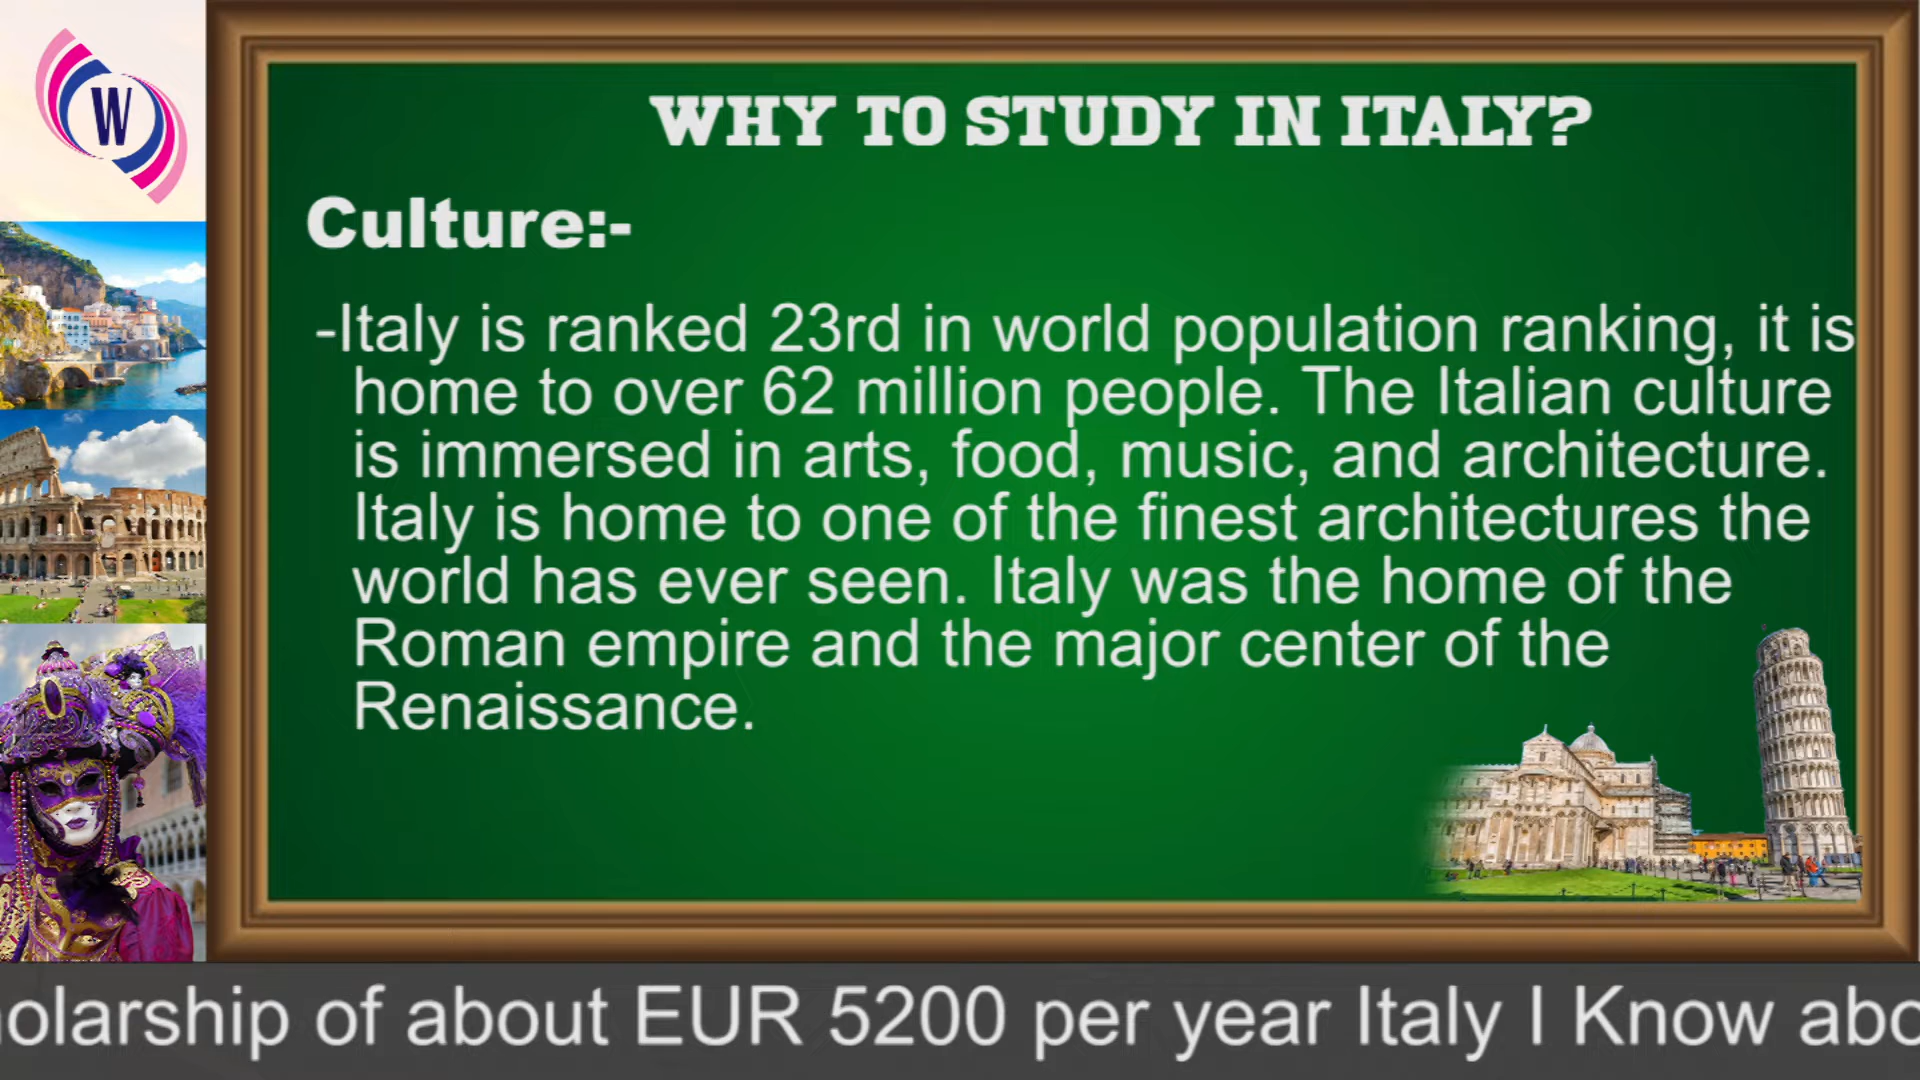 W
WHY TO STUDY IN ITALY?
Culture:-
-Italy is ranked 23rd in world population ranking, it is
home to over 62 million people. The Italian culture
is immersed in arts, food, music, and architecture.
Italy is home to one of the finest architectures the
world has ever seen. Italy was the home of the
Roman empire and the major center of the
Renaissance.
of about EUR 5200 per year Italy I Know